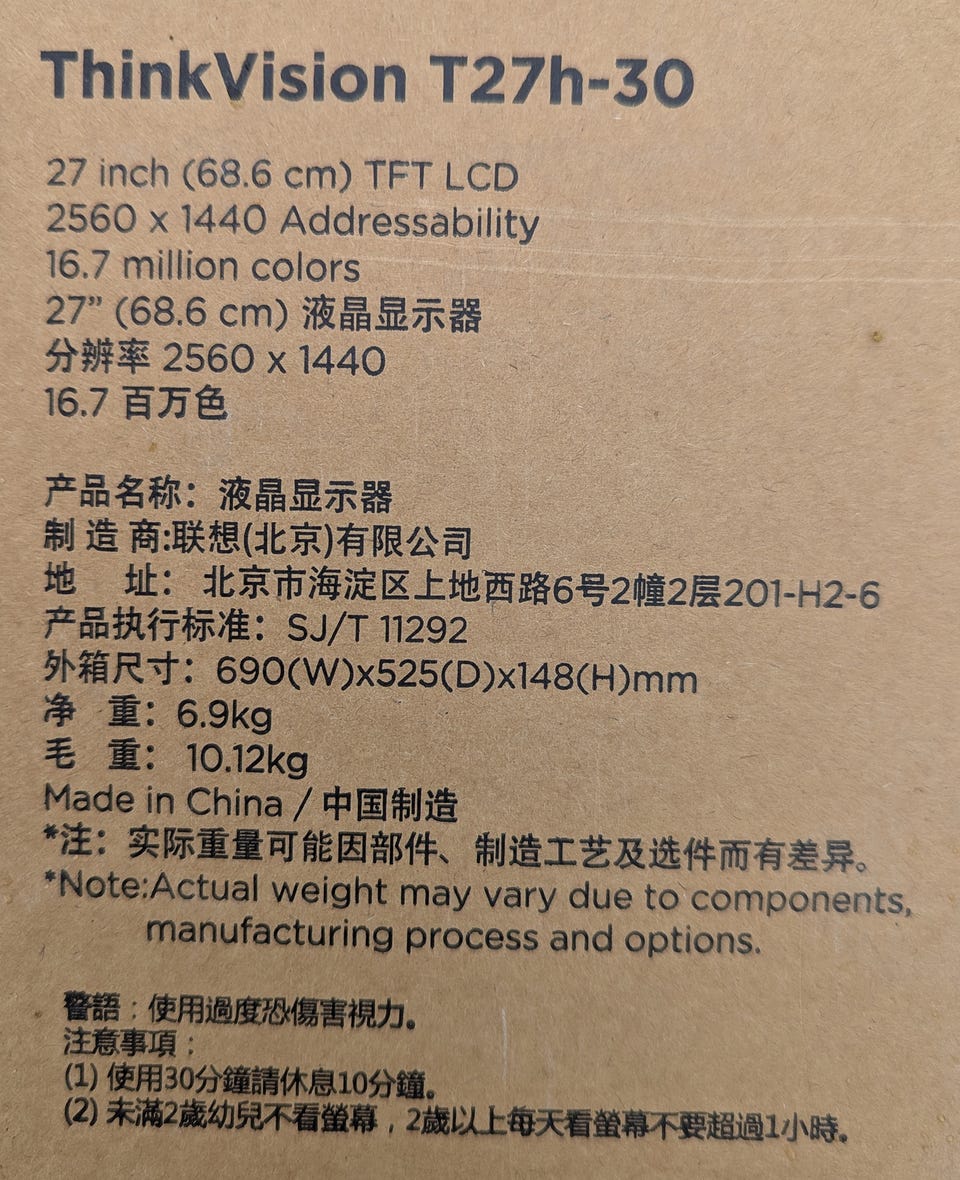 ThinkVision T27h-30
27 inch (68.6 cm) TFT LCD
2560 x 1440 Addressability
16.7 million colors
27” (68.6 cm) 液晶显示器
分辨率 2560 x 1440
16.7 百万色
产品名称：液晶显示器
制 造 商:联想(北京)有限公司
地 址：北京市海淀区上地西路6号2幢2层201-H2-6
产品执行标准：SJ/T 11292
外箱尺寸：690(W)x525(D)x148(H)mm
净 重：6.9kg
毛 重：10.12kg
Made in China / 中国制造
*注：实际重量可能因部件、制造工艺及选件而有差异。
*Note:Actual weight may vary due to components,
manufacturing process and options.
警語：使用過度恐傷害視力。
注意事項：
(1) 使用30分鐘請休息10分鐘。
(2) 未滿2歲幼兒不看螢幕，2歲以上每天看螢幕不要超過1小時。